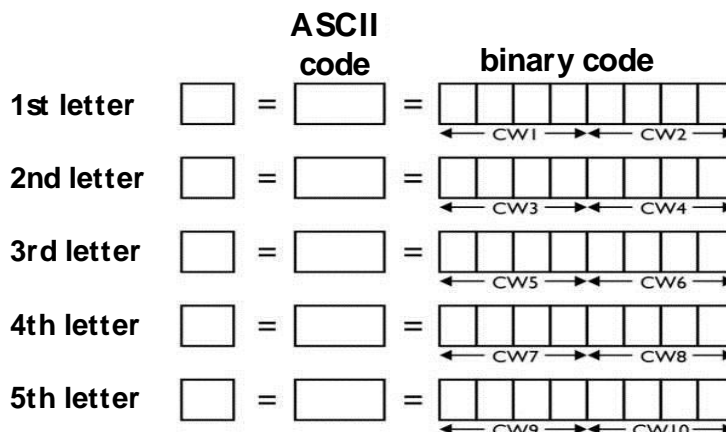 ASCII
code binary code
1st letter = =
CW1 CW2
2nd letter = =
CW3 CW4
3rd letter = =
CW5 CW6
4th letter = =
CW7 CW8
5th letter = =
CW9 CW10